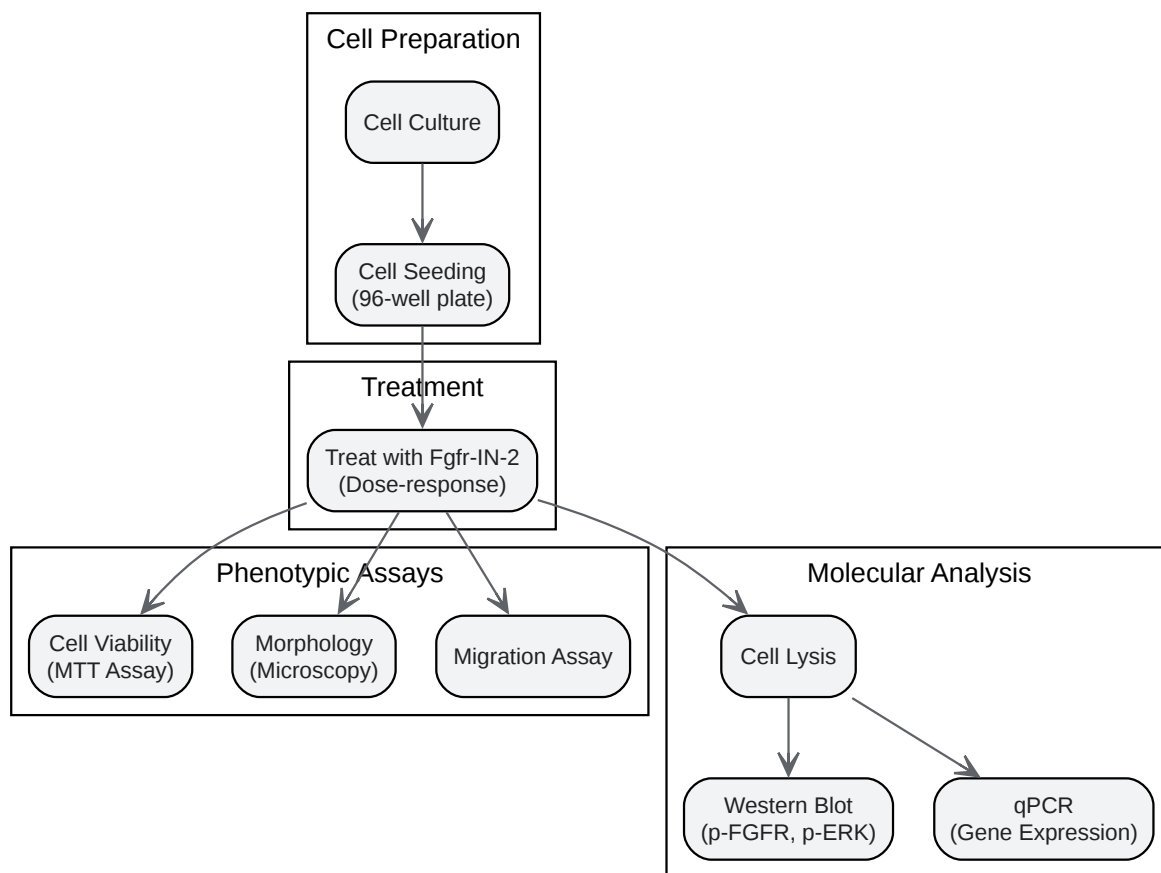 Cell Preparation
Cell Culture
Cell Seeding
(96-well plate)
Treatment
Treat with Fgfr-IN-2
(Dose-response)
Phenotypic Assays
Cell Viability
(MTT Assay)
Morphology
(Microscopy)
Migration Assay
Molecular Analysis
Cell Lysis
Western Blot
(p-FGFR, p-ERK)
qPCR
(Gene Expression)